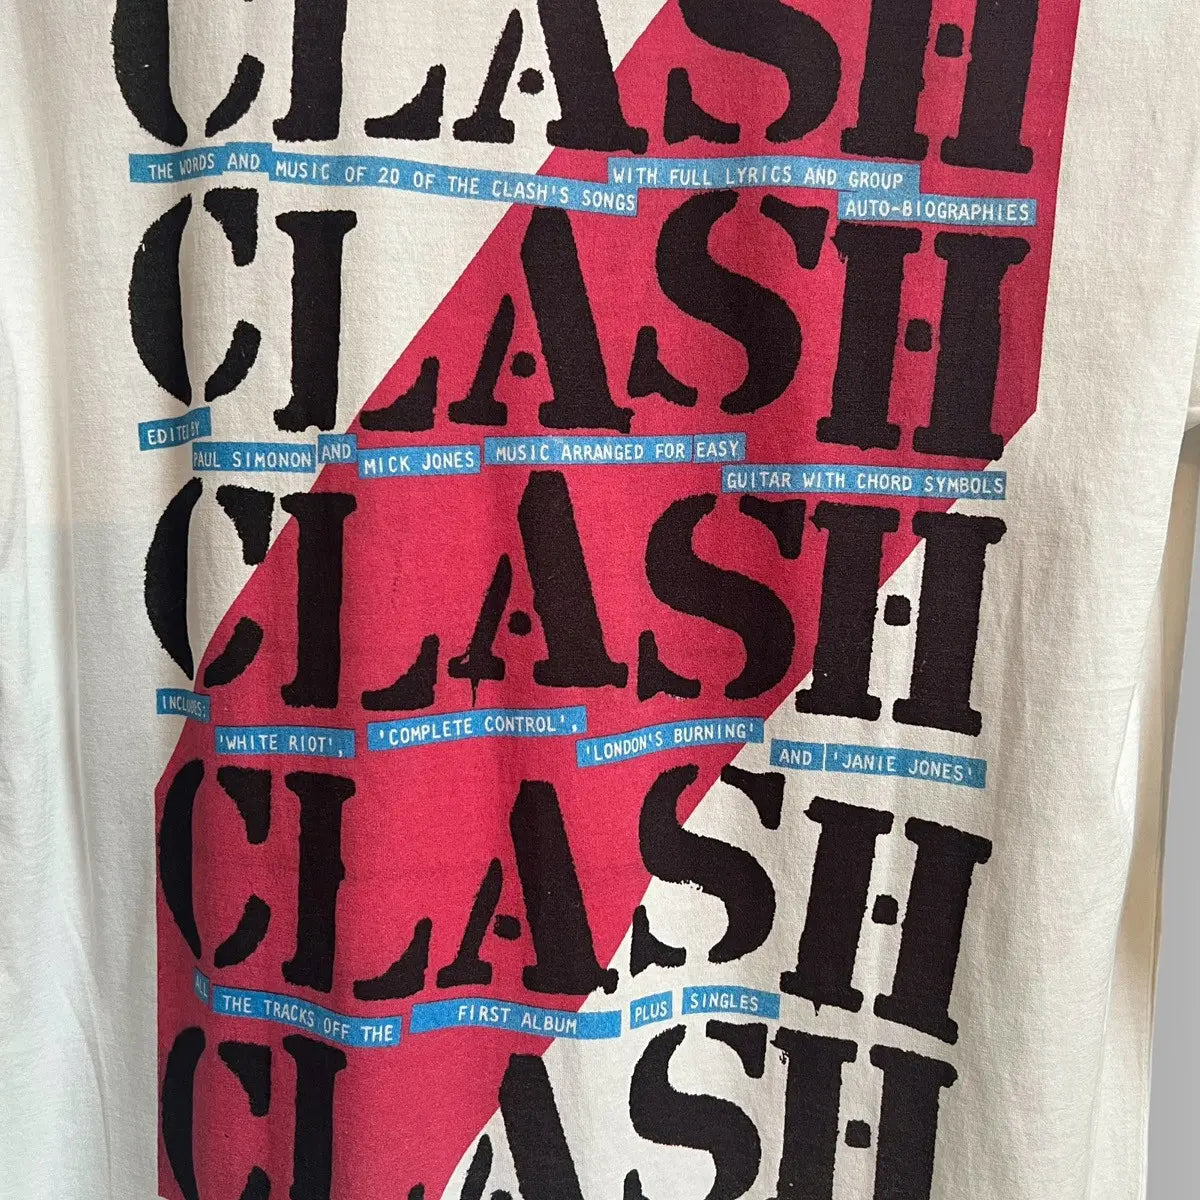 CLASH
THE WORDS AND MUSIC OF 20 OF THE CLASH'S SONGS WITH FULL LYRICS AND GROUP AUTO-BIOGRAPHIES
CLASH
EDITED BY PAUL SIMONON AND MICK JONES MUSIC ARRANGED FOR EASY GUITAR WITH CHORD SYMBOLS
CLASH
INCLUDES: 'WHITE RIOT', 'COMPLETE CONTROL', 'LONDON'S BURNING' AND 'JANIE JONES'
CLASH
ALL THE TRACKS OFF THE FIRST ALBUM PLUS SINGLES
CLASH